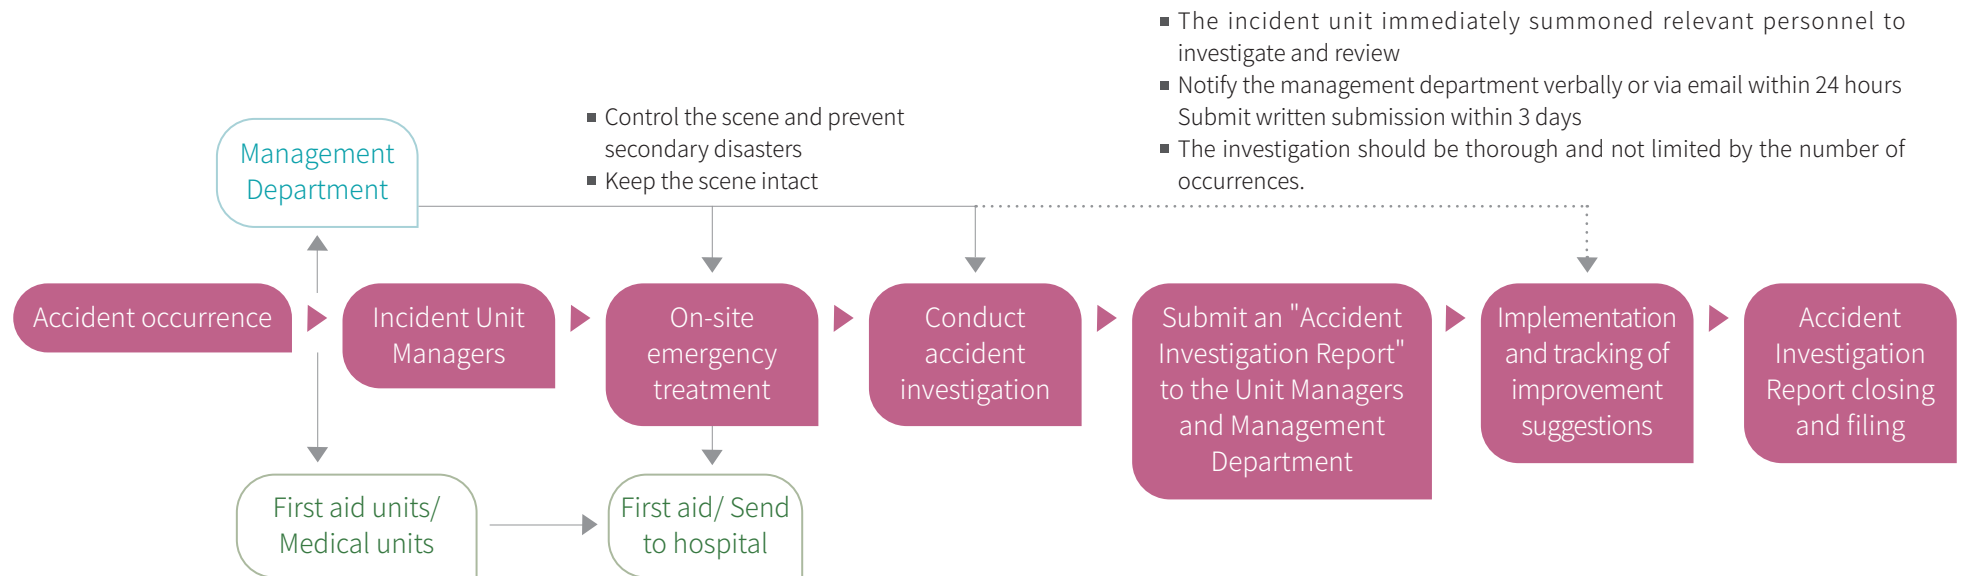 ■ The incident unit immediately summoned relevant personnel to
investigate and review
■ Notify the management department verbally or via email within 24 hours
Submit written submission within 3 days
■ The investigation should be thorough and not limited by the number of
occurrences.
■ Control the scene and prevent
secondary disasters
■ Keep the scene intact
Management
Department
Accident occurrence
Incident Unit
Managers
On-site
emergency
treatment
Conduct
accident
investigation
Submit an "Accident
Investigation Report"
to the Unit Managers
and Management
Department
Implementation
and tracking of
improvement
suggestions
Accident
Investigation
Report closing
and filing
First aid units/
Medical units
First aid/ Send
to hospital